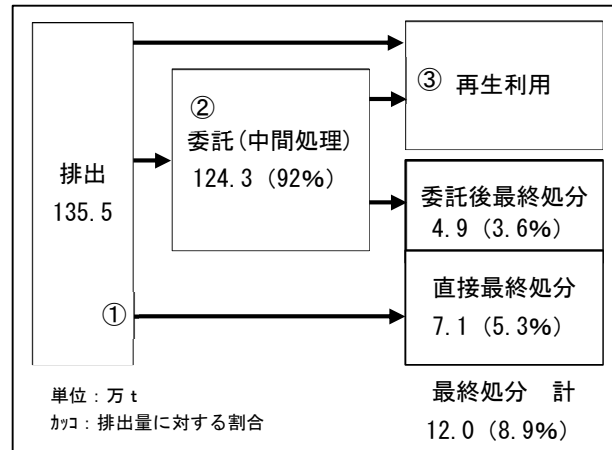 排出
135.5
①
②
委託(中間処理)
124.3 (92%)
③ 再生利用
委託後最終処分
4.9 (3.6%)
直接最終処分
7.1 (5.3%)
最終処分 計
12.0 (8.9%)
単位:万t
カッコ:排出量に対する割合